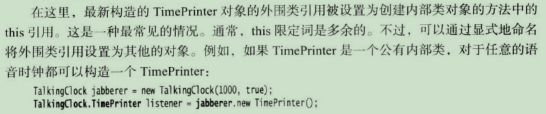 在这里，最新构造的 TimePrinter 对象的外围类引用被设置为创建内部类对象的方法中的
this 引用。这是一种最常见的情况。通常，this 限定词是多余的。不过，可以通过显式地命名
将外围类引用设置为其他的对象。例如，如果 TimePrinter 是一个公有内部类，对于任意的语
音时钟都可以构造一个 TimePrinter：
TalkingClock jabberer = new TalkingClock(1000, true);
TalkingClock.TimePrinter listener = jabberer.new TimePrinter();